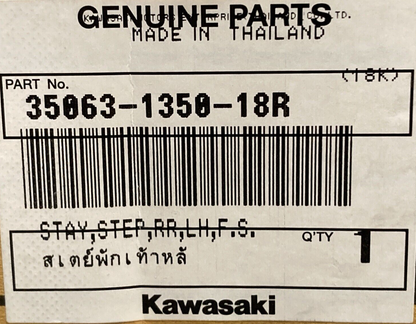 GENUINE PARTS
MADE IN THAILAND
(18K)
PART No.
35063-1350-18R
STAY,STEP,RR,LH,F.S.
Q'TY 1
สเตย์พักเท้าหลั
Kawasaki